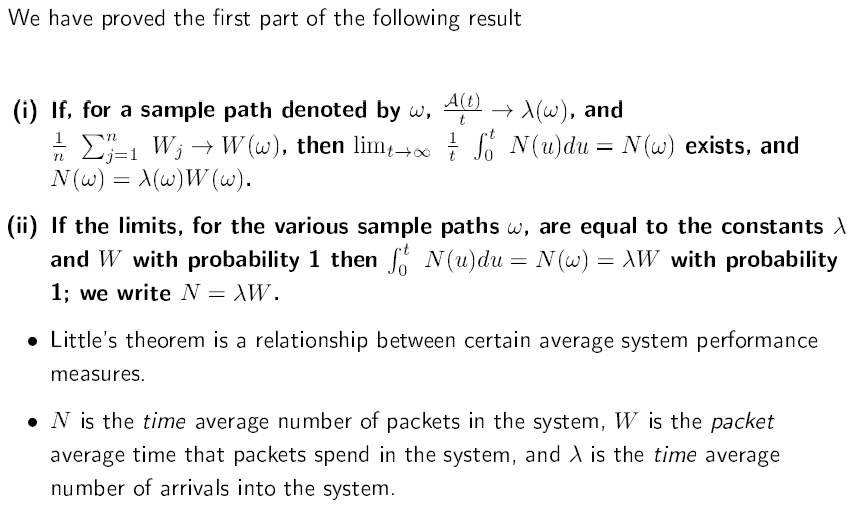 We have proved the first part of the following result
(i) If, for a sample path denoted by ω, $\frac{\mathcal{A}(t)}{t} \to \lambda(\omega)$, and
$\frac{1}{n} \sum_{j=1}^{n} W_j \to W(\omega)$, then $\lim_{t\to\infty} \frac{1}{t} \int_0^t N(u)du = N(\omega)$ exists, and
$N(\omega) = \lambda(\omega)W(\omega)$.
(ii) If the limits, for the various sample paths ω, are equal to the constants λ
and W with probability 1 then $\int_0^t N(u)du = N(\omega) = \lambda W$ with probability
1; we write $N = \lambda W$.
• Little's theorem is a relationship between certain average system performance
measures.
• N is the time average number of packets in the system, W is the packet
average time that packets spend in the system, and λ is the time average
number of arrivals into the system.